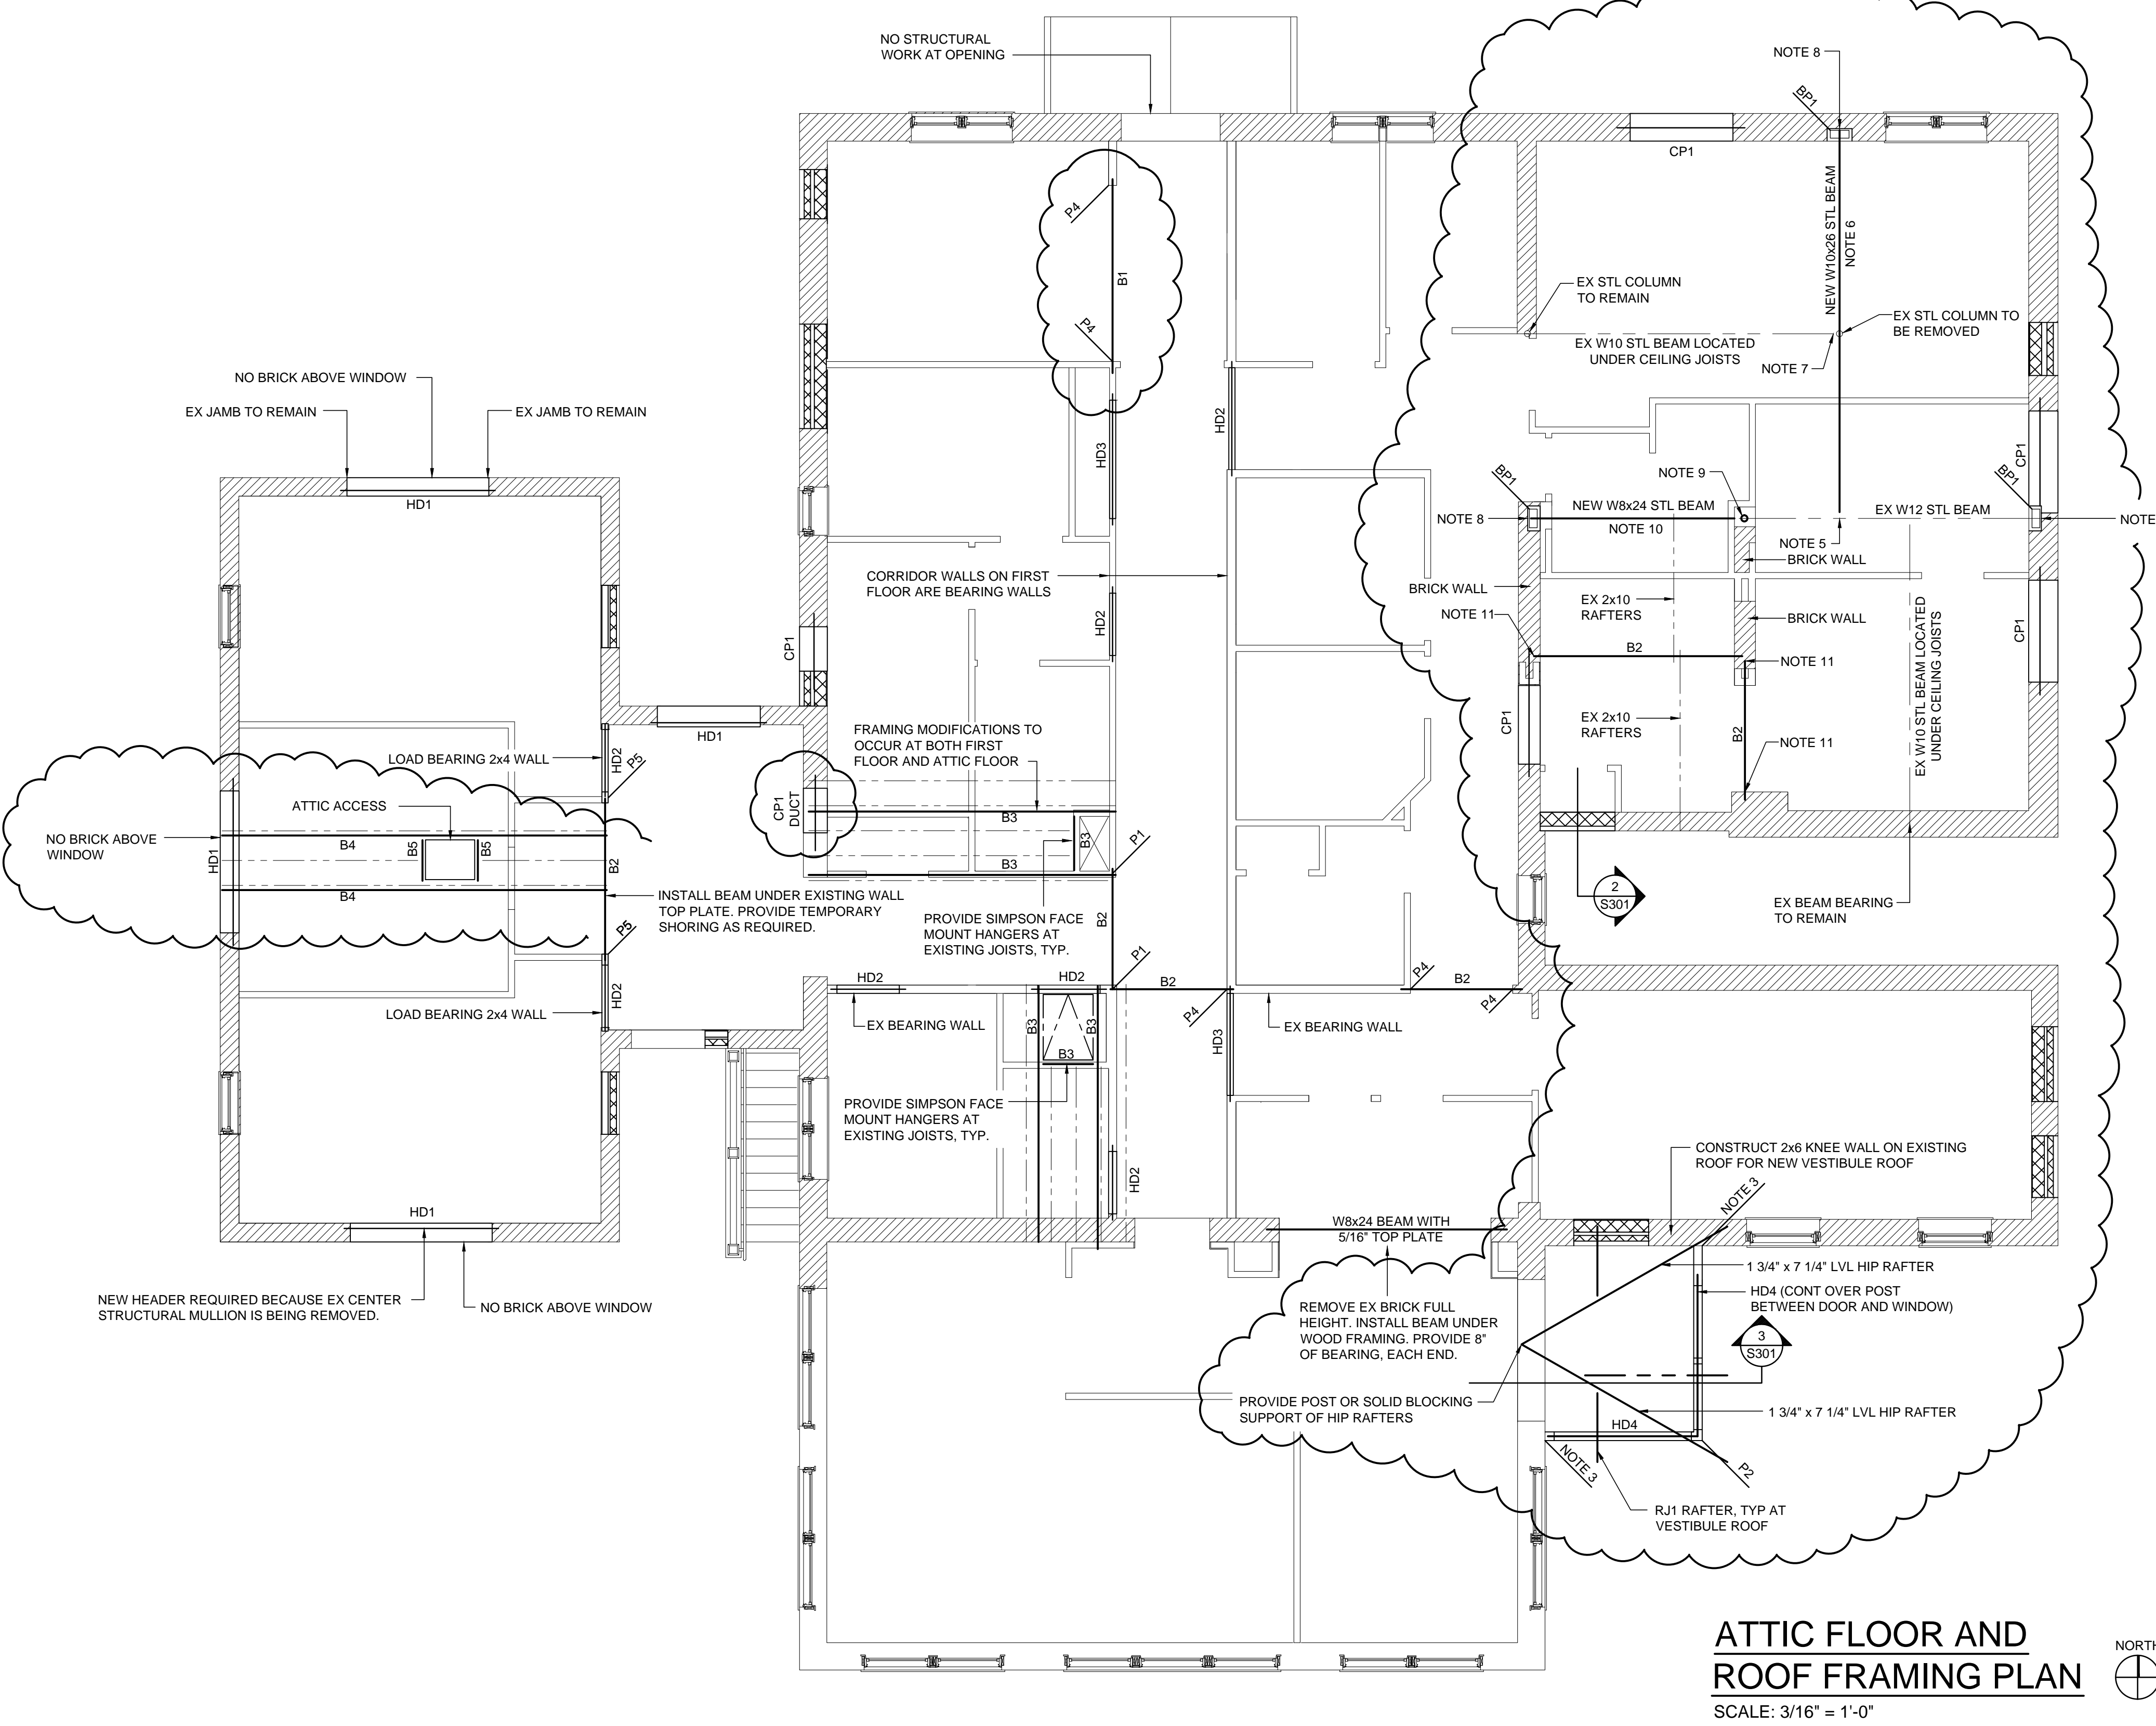 NO STRUCTURAL
WORK AT OPENING
NOTE 8
BP1
CP1
NEW W10x26 STL BEAM
NOTE 6
P4
B1
P4
EX STL COLUMN
TO REMAIN
EX STL COLUMN TO
BE REMOVED
EX W10 STL BEAM LOCATED
UNDER CEILING JOISTS
NOTE 7
NO BRICK ABOVE WINDOW
EX JAMB TO REMAIN
EX JAMB TO REMAIN
HD1
HD3
HD2
CP1
NOTE 9
BP1
BP1
NEW W8x24 STL BEAM
NOTE 10
NOTE 8
EX W12 STL BEAM
NOTE
NOTE 5
BRICK WALL
CORRIDOR WALLS ON FIRST
FLOOR ARE BEARING WALLS
BRICK WALL
EX 2x10
RAFTERS
NOTE 11
BRICK WALL
HD2
CP1
CP1
B2
NOTE 11
EX W10 STL BEAM LOCATED
UNDER CEILING JOISTS
CP1
EX 2x10
RAFTERS
B2
NOTE 11
HD1
FRAMING MODIFICATIONS TO
OCCUR AT BOTH FIRST
FLOOR AND ATTIC FLOOR
LOAD BEARING 2x4 WALL
HD2
P5
ATTIC ACCESS
CP1
DUCT
B3
B3
NO BRICK ABOVE
WINDOW
HD1
B4
B5
B5
B4
B2
B3
P1
INSTALL BEAM UNDER EXISTING WALL
TOP PLATE. PROVIDE TEMPORARY
SHORING AS REQUIRED.
PROVIDE SIMPSON FACE
MOUNT HANGERS AT
EXISTING JOISTS, TYP.
B2
P5
P1
2
S301
EX BEAM BEARING
TO REMAIN
HD2
HD2
HD2
B2
P4
P4
B2
P4
LOAD BEARING 2x4 WALL
EX BEARING WALL
B3
B3
B3
HD3
EX BEARING WALL
PROVIDE SIMPSON FACE
MOUNT HANGERS AT
EXISTING JOISTS, TYP.
HD2
CONSTRUCT 2x6 KNEE WALL ON EXISTING
ROOF FOR NEW VESTIBULE ROOF
NOTE 3
HD1
W8x24 BEAM WITH
5/16" TOP PLATE
NEW HEADER REQUIRED BECAUSE EX CENTER
STRUCTURAL MULLION IS BEING REMOVED.
NO BRICK ABOVE WINDOW
1 3/4" x 7 1/4" LVL HIP RAFTER
HD4 (CONT OVER POST
BETWEEN DOOR AND WINDOW)
REMOVE EX BRICK FULL
HEIGHT. INSTALL BEAM UNDER
WOOD FRAMING. PROVIDE 8"
OF BEARING, EACH END.
3
S301
PROVIDE POST OR SOLID BLOCKING
SUPPORT OF HIP RAFTERS
1 3/4" x 7 1/4" LVL HIP RAFTER
HD4
NOTE 3
P2
RJ1 RAFTER, TYP AT
VESTIBULE ROOF
ATTIC FLOOR AND
ROOF FRAMING PLAN
SCALE: 3/16" = 1'-0"
NORTH